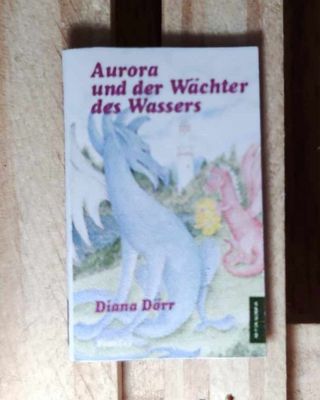 Aurora
und der Wächter
des Wassers
Diana Dörr